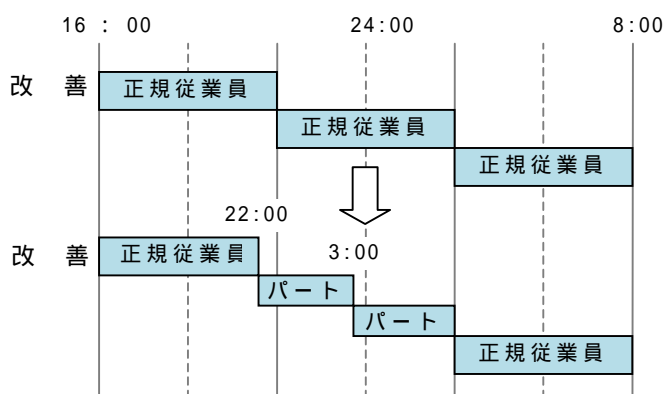 16 : 00 24:00 8:00
改 善 正規従業員
正規従業員
正規従業員
22:00
改 善 正規従業員 3:00
パート
パート
正規従業員